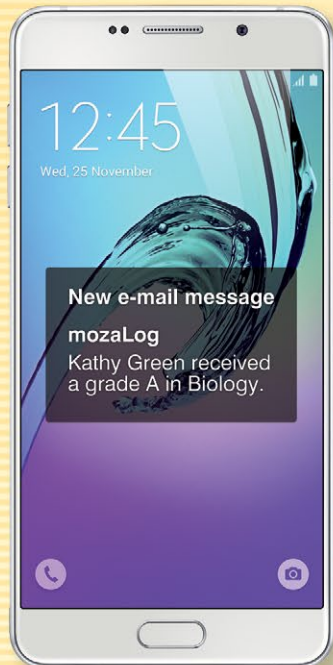 12:45
Wed, 25 November
New e-mail message
mozaLog
Kathy Green received
a grade A in Biology.